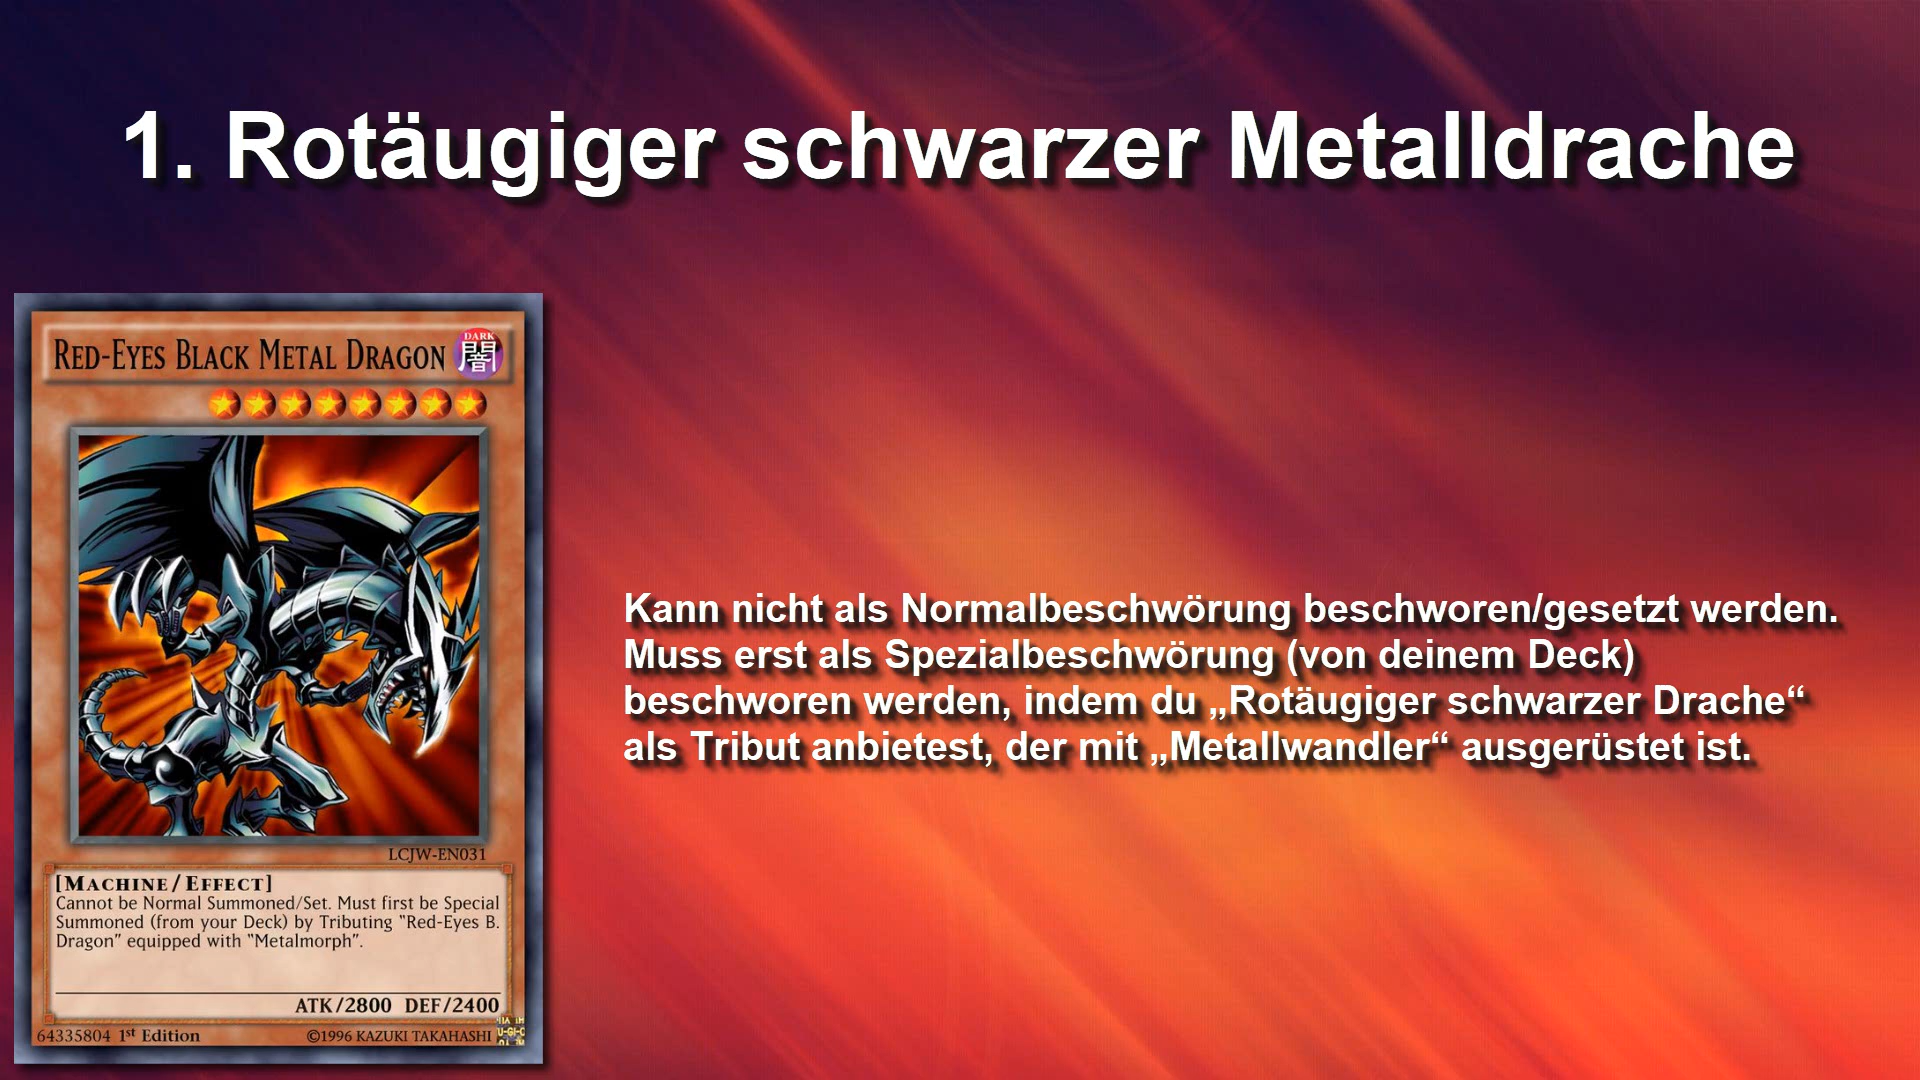 1. Rotäugiger schwarzer Metalldrache
RED-EYES BLACK METAL DRAGON
DARK
闇
Kann nicht als Normalbeschwörung beschworen/gesetzt werden.
Muss erst als Spezialbeschwörung (von deinem Deck)
beschworen werden, indem du „Rotäugiger schwarzer Drache“
als Tribut anbietest, der mit „Metallwandler“ ausgerüstet ist.
LCJW-EN031
[MACHINE/EFFECT]
Cannot be Normal Summoned/Set. Must first be Special
Summoned (from your Deck) by Tributing "Red-Eyes B.
Dragon" equipped with "Metalmorph".
ATK/2800 DEF/2400
64335804 1st Edition ©1996 KAZUKI TAKAHASHI